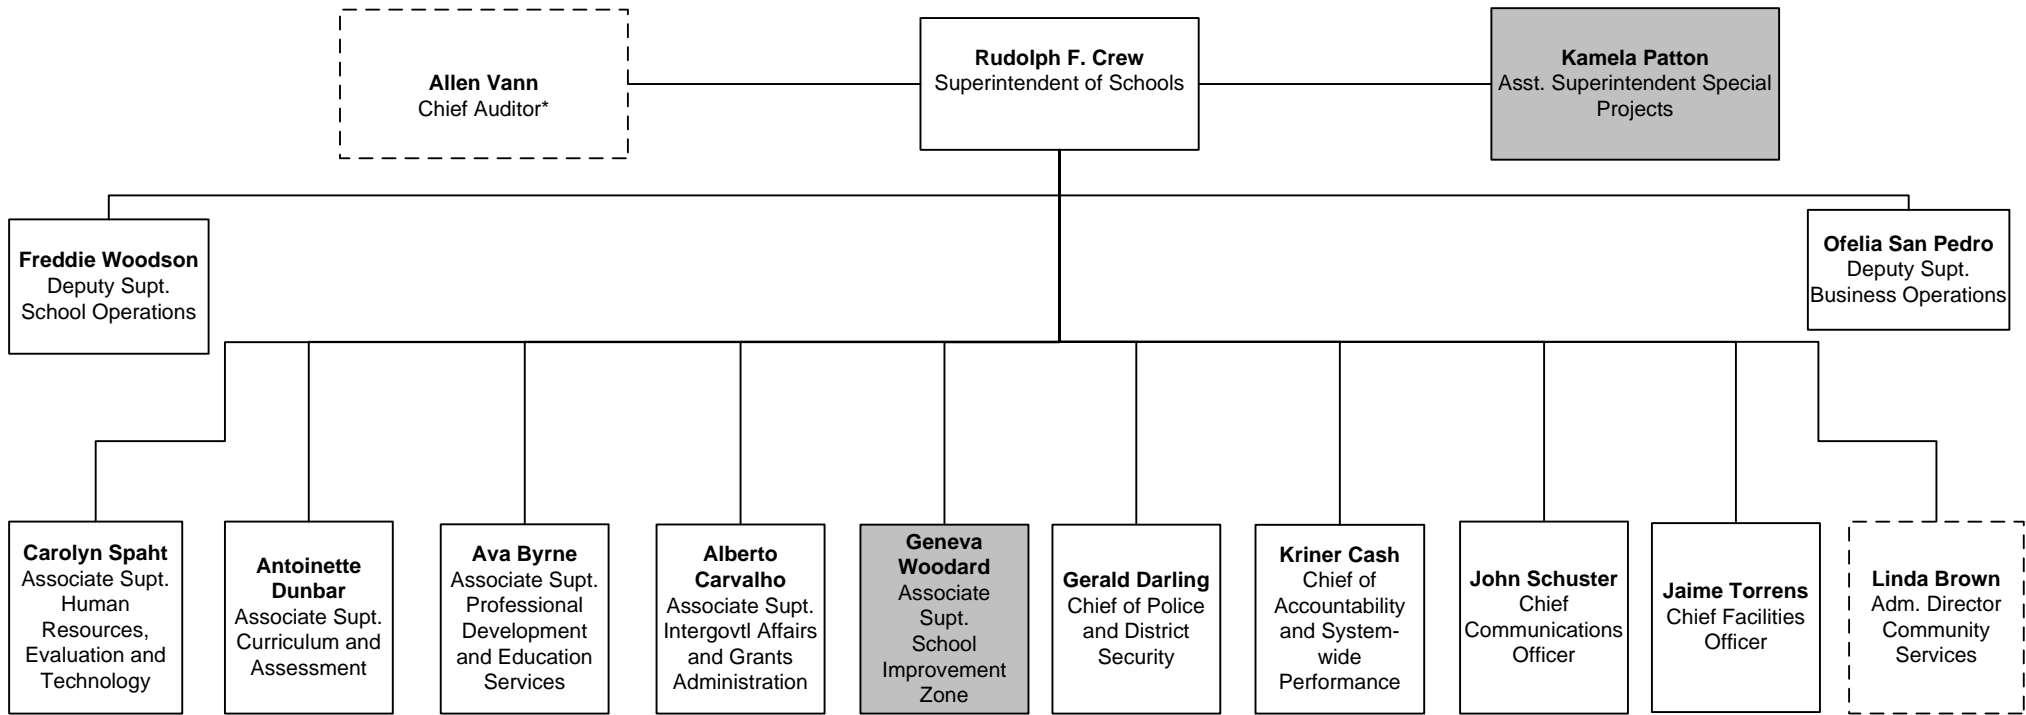 Allen Vann
Chief Auditor*
Rudolph F. Crew
Superintendent of Schools
Kamela Patton
Asst. Superintendent Special
Projects
Freddie Woodson
Deputy Supt.
School Operations
Ofelia San Pedro
Deputy Supt.
Business Operations
Carolyn Spaht
Associate Supt.
Human
Resources,
Evaluation and
Technology
Antoinette
Dunbar
Associate Supt.
Curriculum and
Assessment
Ava Byrne
Associate Supt.
Professional
Development
and Education
Services
Alberto
Carvalho
Associate Supt.
Intergovtl Affairs
and Grants
Administration
Geneva
Woodard
Associate
Supt.
School
Improvement
Zone
Gerald Darling
Chief of Police
and District
Security
Kriner Cash
Chief of
Accountability
and System-
wide
Performance
John Schuster
Chief
Communications
Officer
Jaime Torrens
Chief Facilities
Officer
Linda Brown
Adm. Director
Community
Services